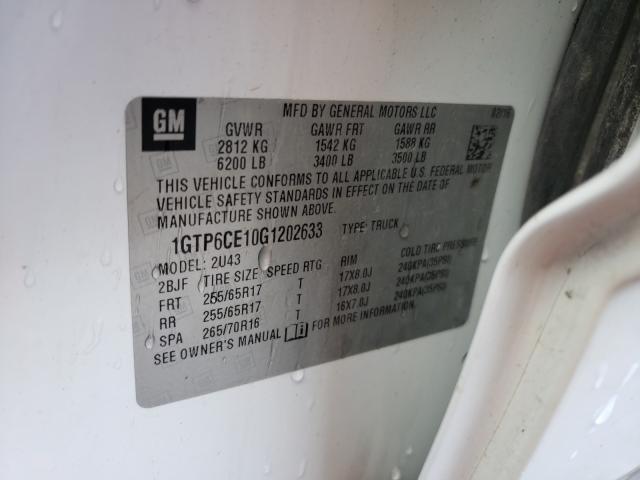 GM
MFD BY GENERAL MOTORS LLC 02/16
GVWR GAWR FRT GAWR RR
2812 KG 1542 KG 1588 KG
6200 LB 3400 LB 3500 LB
THIS VEHICLE CONFORMS TO ALL APPLICABLE U.S. FEDERAL MOTOR
VEHICLE SAFETY STANDARDS IN EFFECT ON THE DATE OF
MANUFACTURE SHOWN ABOVE.
1GTP6CE10G1202633 TYPE: TRUCK
MODEL: 2U43
2BJF TIRE SIZE SPEED RTG RIM COLD TIRE PRESSURE
FRT 255/65R17 T 17X8.0J 240KPA(35PSI)
RR 255/65R17 T 17X8.0J 240KPA(35PSI)
SPA 265/70R16 T 16X7.0J 240KPA(35PSI)
SEE OWNER'S MANUAL FOR MORE INFORMATION.